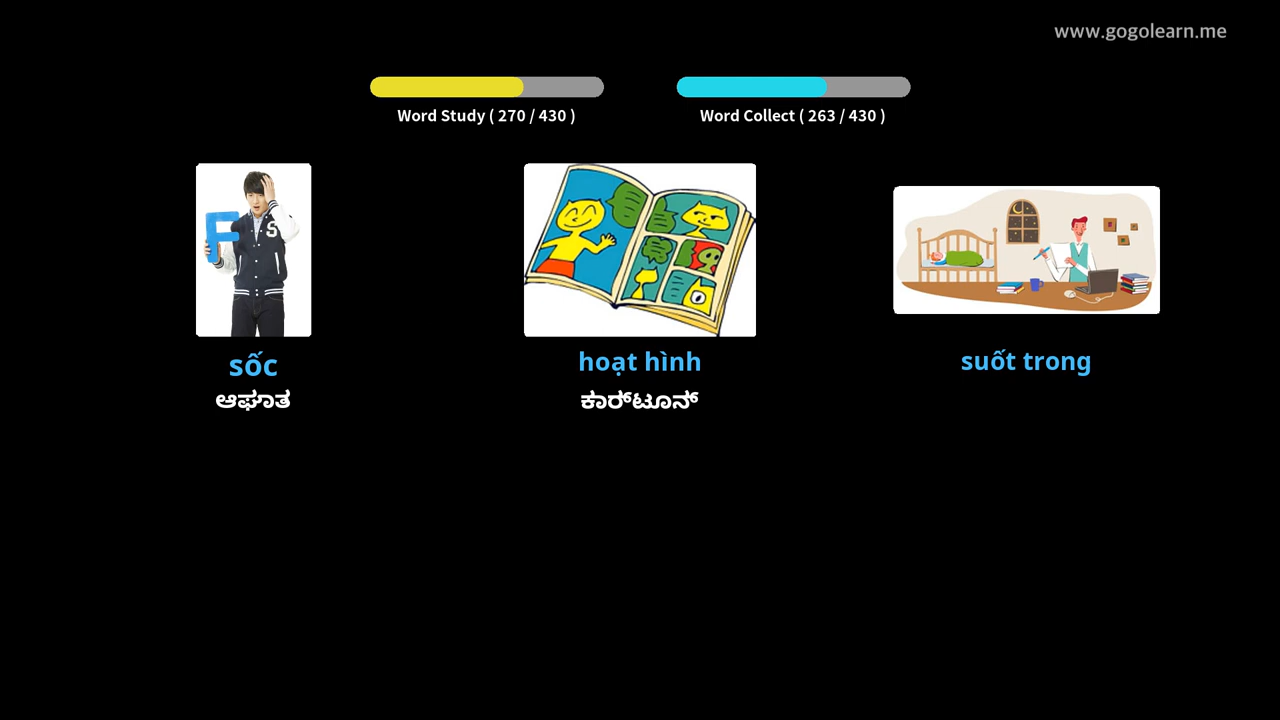 www.gogolearn.me
Word Study ( 270 / 430 )
Word Collect ( 263 / 430 )
F
S
sốc
ಆಘಾತ
hoạt hình
ಕಾರ್‍ಟೂನ್
suốt trong